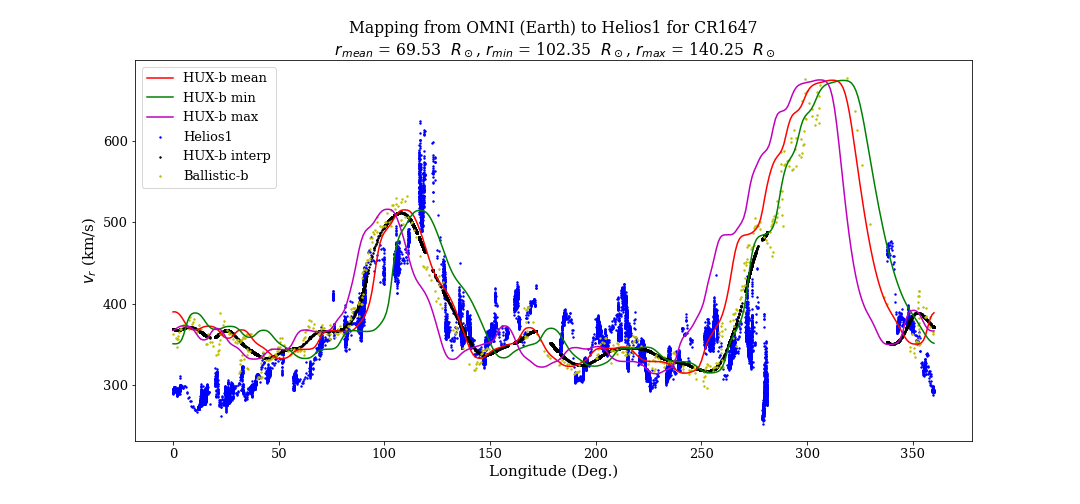 Mapping from OMNI (Earth) to Helios1 for CR1647
r_mean = 69.53 R_⊙, r_min = 102.35 R_⊙, r_max = 140.25 R_⊙
HUX-b mean
HUX-b min
HUX-b max
Helios1
HUX-b interp
Ballistic-b
600
500
400
300
v_r (km/s)
0 50 100 150 200 250 300 350
Longitude (Deg.)